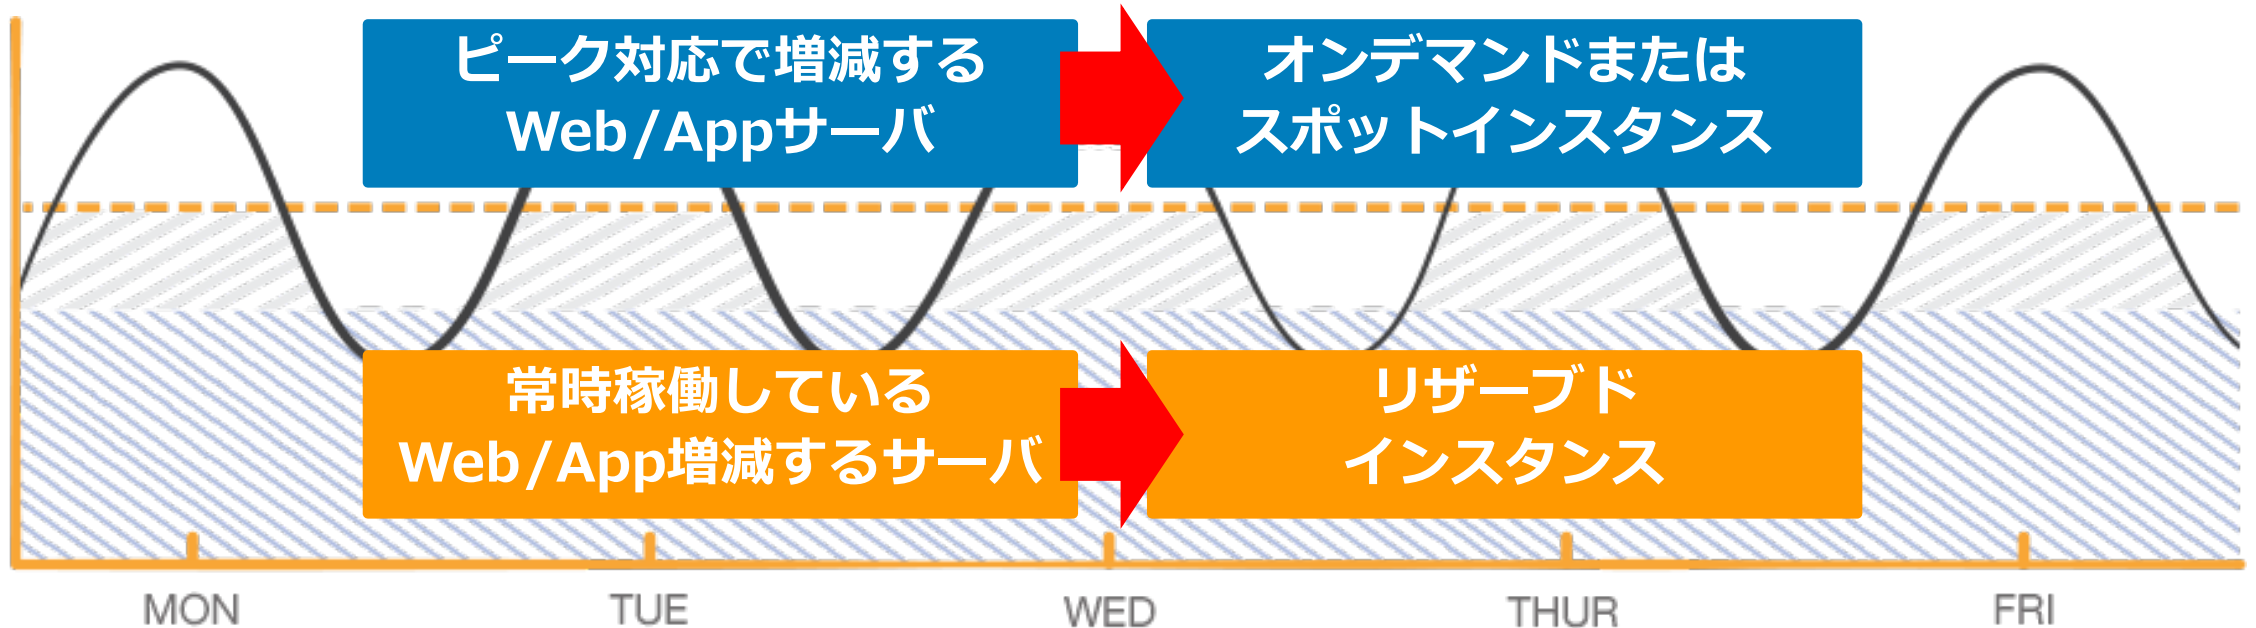 ピーク対応で増減する
Web/Appサーバ
オンデマンドまたは
スポットインスタンス
常時稼働している
Web/App増減するサーバ
リザーブド
インスタンス
MON
TUE
WED
THUR
FRI